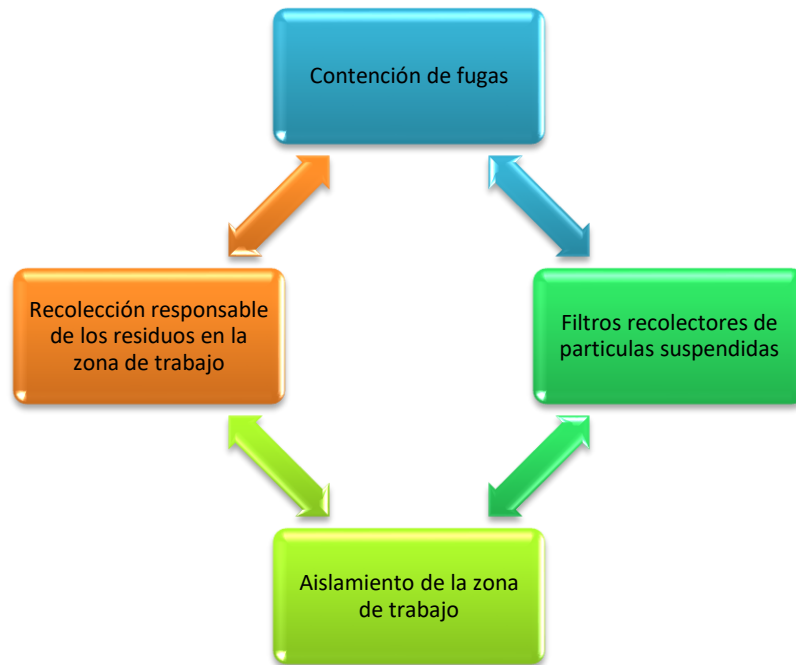 Contención de fugas
Recolección responsable
de los residuos en la
zona de trabajo
Filtros recolectores de
particulas suspendidas
Aislamiento de la zona
de trabajo